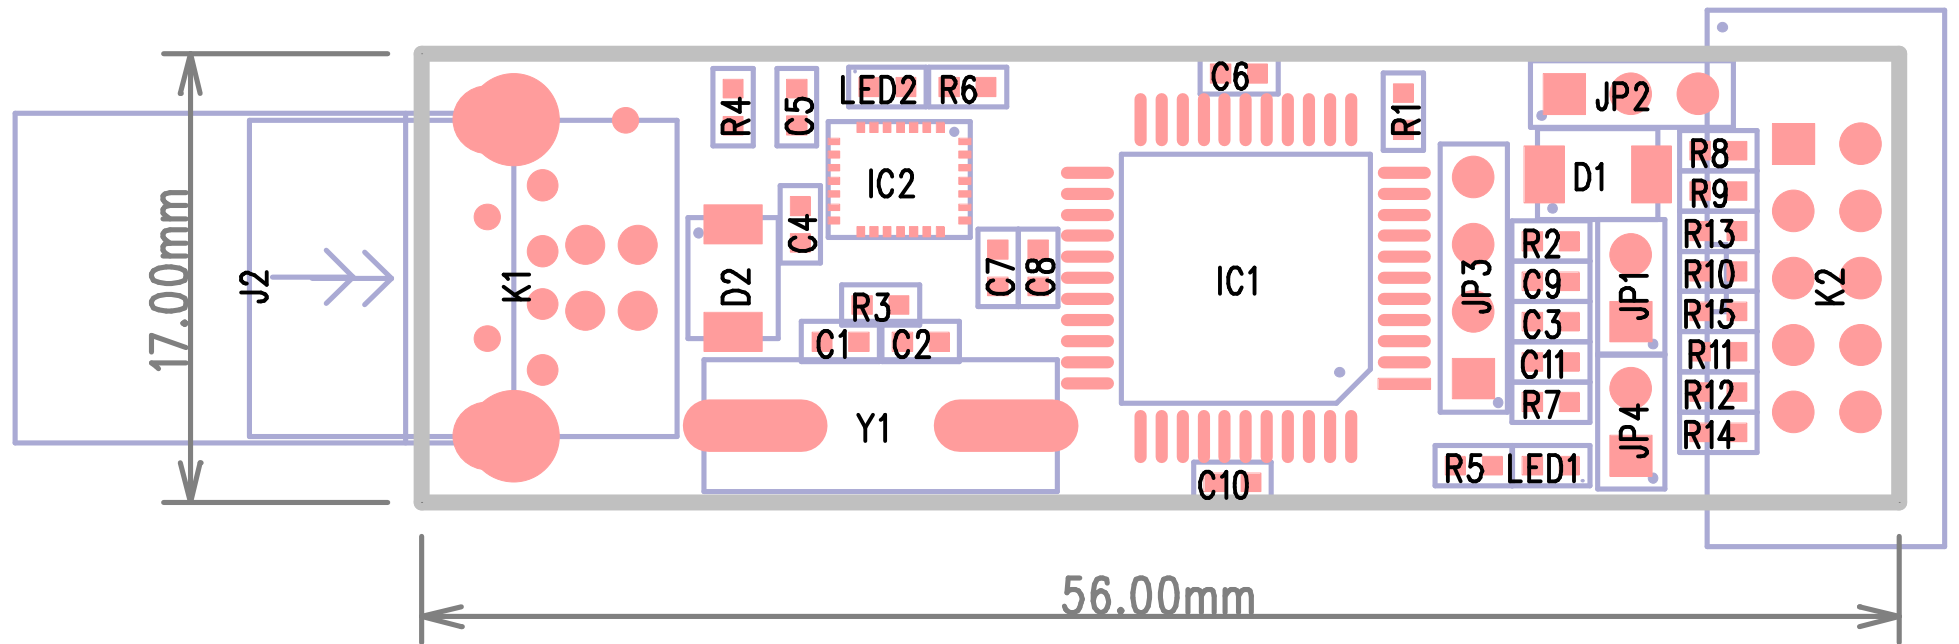 C6
LED2
R6
JP2
R4
C5
R1
R8
IC2
D1
R9
C4
R2
R13
17.00mm
J2
K1
D2
C7
C8
IC1
JP3
C9
JP1
R10
K2
R3
C3
R15
C1
C2
C11
R11
R7
R12
Y1
JP4
R14
C10
R5
LED1
56.00mm